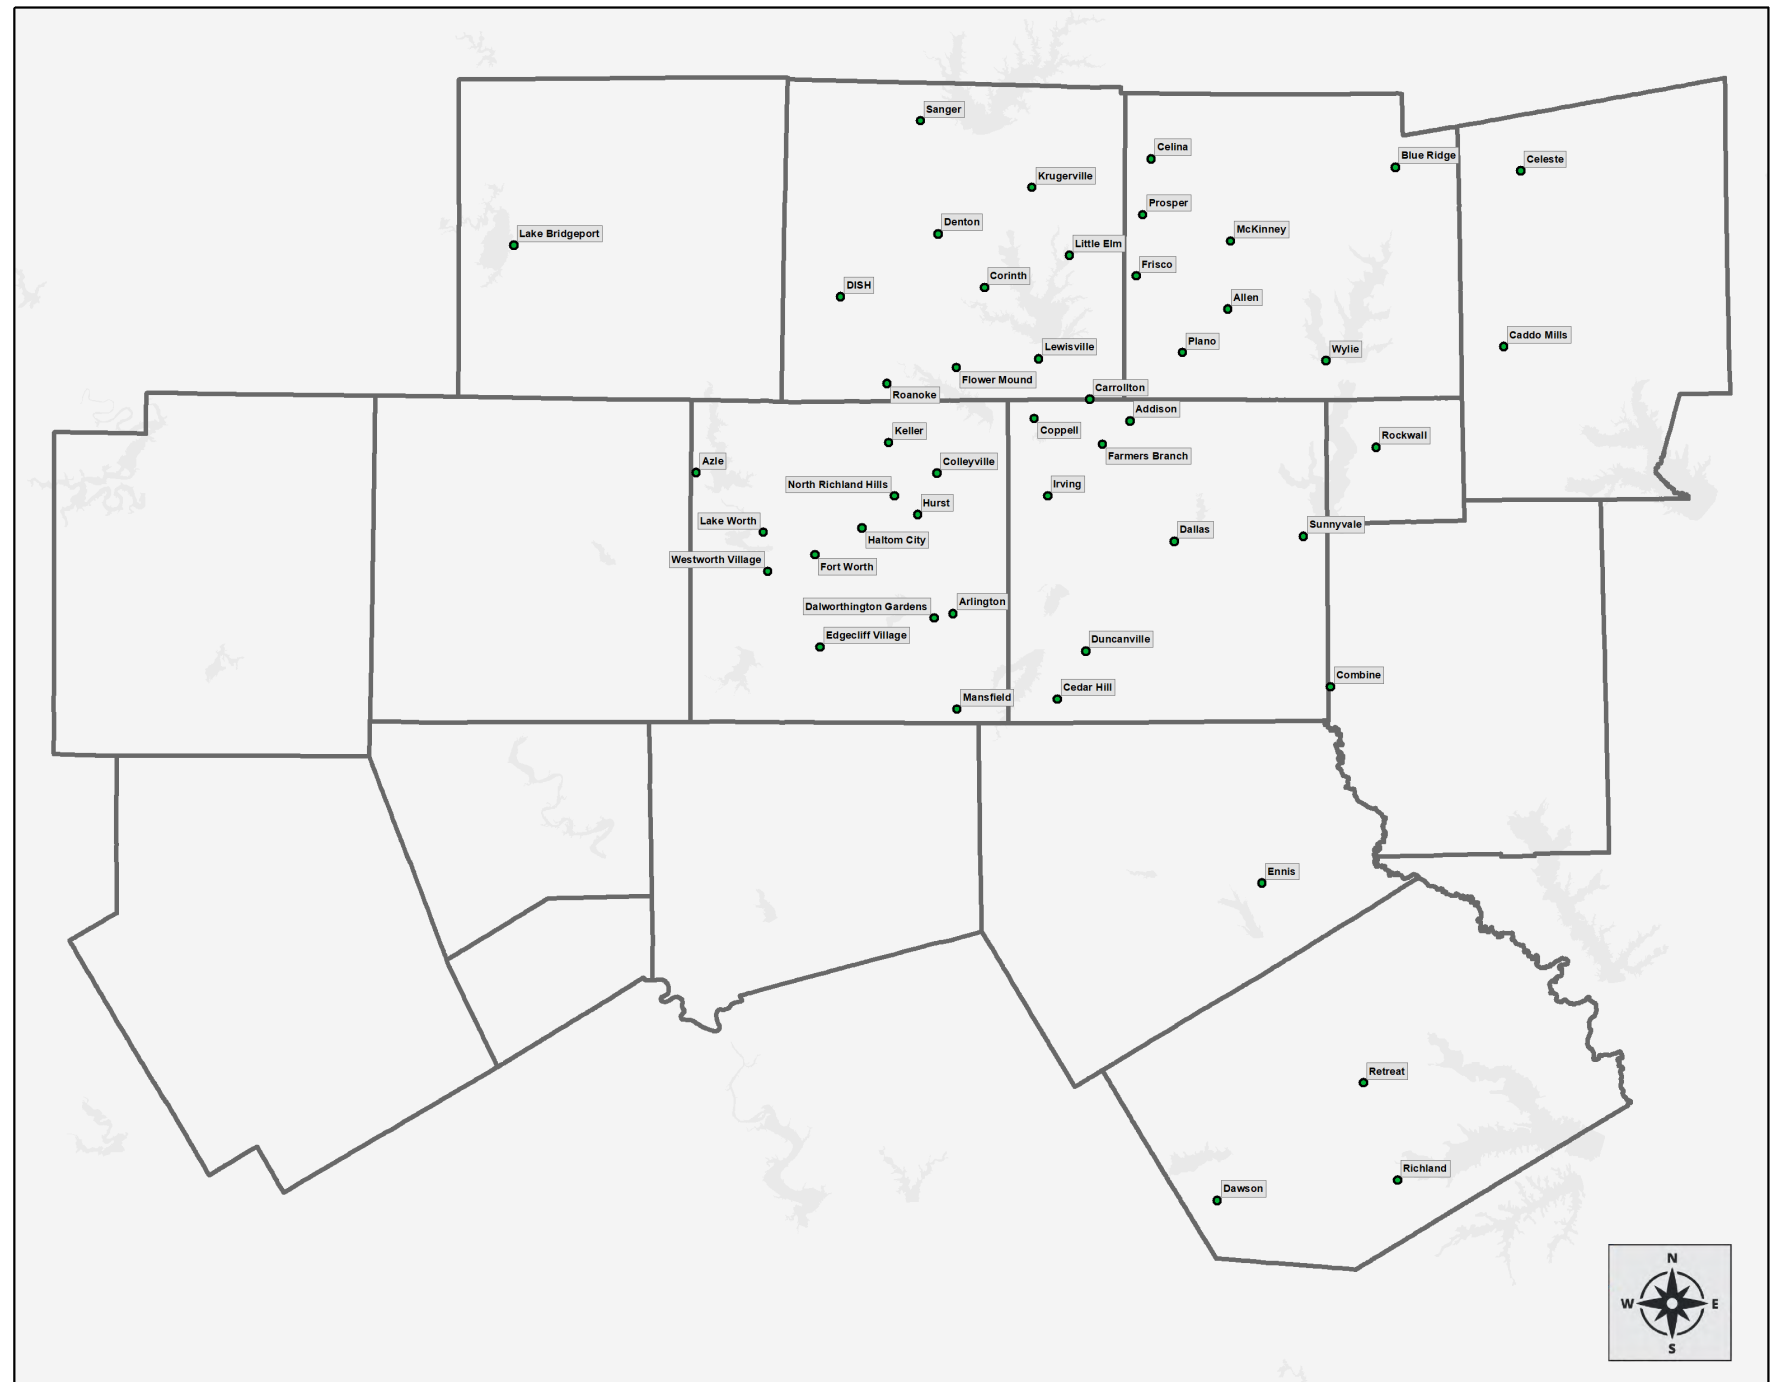 Sanger
Celina
Blue Ridge
Celeste
Krugerville
Prosper
Denton
McKinney
Lake Bridgeport
Little Elm
Frisco
Corinth
DISH
Allen
Caddo Mills
Plano
Lewisville
Wylie
Flower Mound
Carrollton
Roanoke
Addison
Keller
Coppell
Rockwall
Farmers Branch
Azle
Colleyville
North Richland Hills
Irving
Hurst
Lake Worth
Sunnyvale
Dallas
Haltom City
Westworth Village
Fort Worth
Arlington
Dalworthington Gardens
Edgecliff Village
Duncanville
Combine
Cedar Hill
Mansfield
Ennis
Retreat
Richland
Dawson
N
W E
S